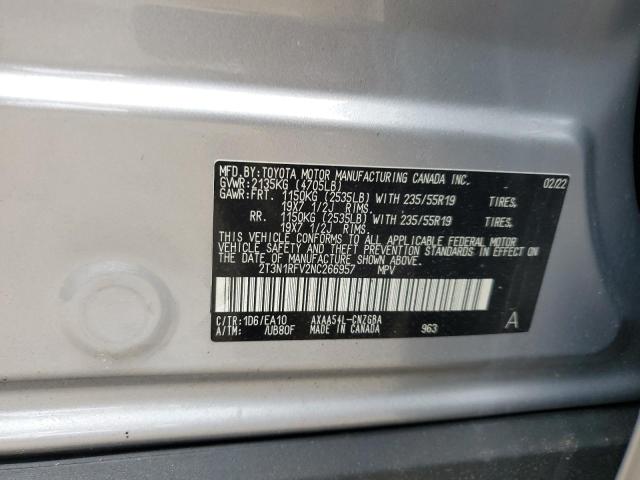 MFD. BY: TOYOTA MOTOR MANUFACTURING CANADA INC. 02/22
GVWR: 2135KG (4705LB)
GAWR: FRT. 1150KG (2535LB) WITH 235/55R19 TIRES,
19X7 1/2J RIMS.
RR. 1150KG (2535LB) WITH 235/55R19 TIRES,
19X7 1/2J RIMS.
THIS VEHICLE CONFORMS TO ALL APPLICABLE FEDERAL MOTOR
VEHICLE SAFETY AND THEFT PREVENTION STANDARDS IN EFFECT
ON THE DATE OF MANUFACTURE SHOWN ABOVE.
2T3N1RFV2NC266957 MPV
C/TR: 1D6/EA10 AXAA54L-CNZGBA
A/TM: /UB80F MADE IN CANADA 963 A